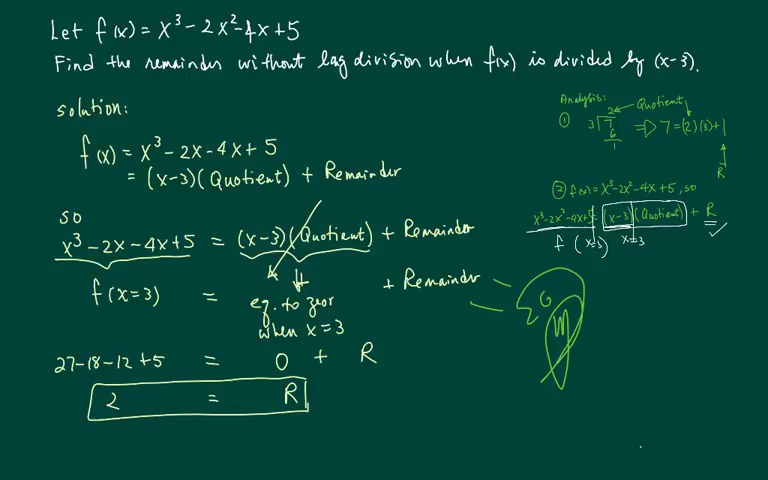 Let f(x) = x³ - 2x² - 4x + 5
Find the remainder without lag division when f(x) is divided by (x-3).
solution:
f(x) = x³ - 2x - 4x + 5
= (x-3)(Quotient) + Remainder
so
x³ - 2x - 4x + 5 = (x-3)(Quotient) + Remainder
f(x=3) = eq. to zeor when x = 3 + Remainder
27-18-12+5 = 0 + R
2 = R
Analysis:
① 3 7 2 6 1 Quotient ⇒ 7 = (2)(3) + 1
R
② f(x) = x³ - 2x² - 4x + 5, so
x³ - 2x² - 4x + 5 = (x-3)(Quotient) + R
f(x=3) x=3